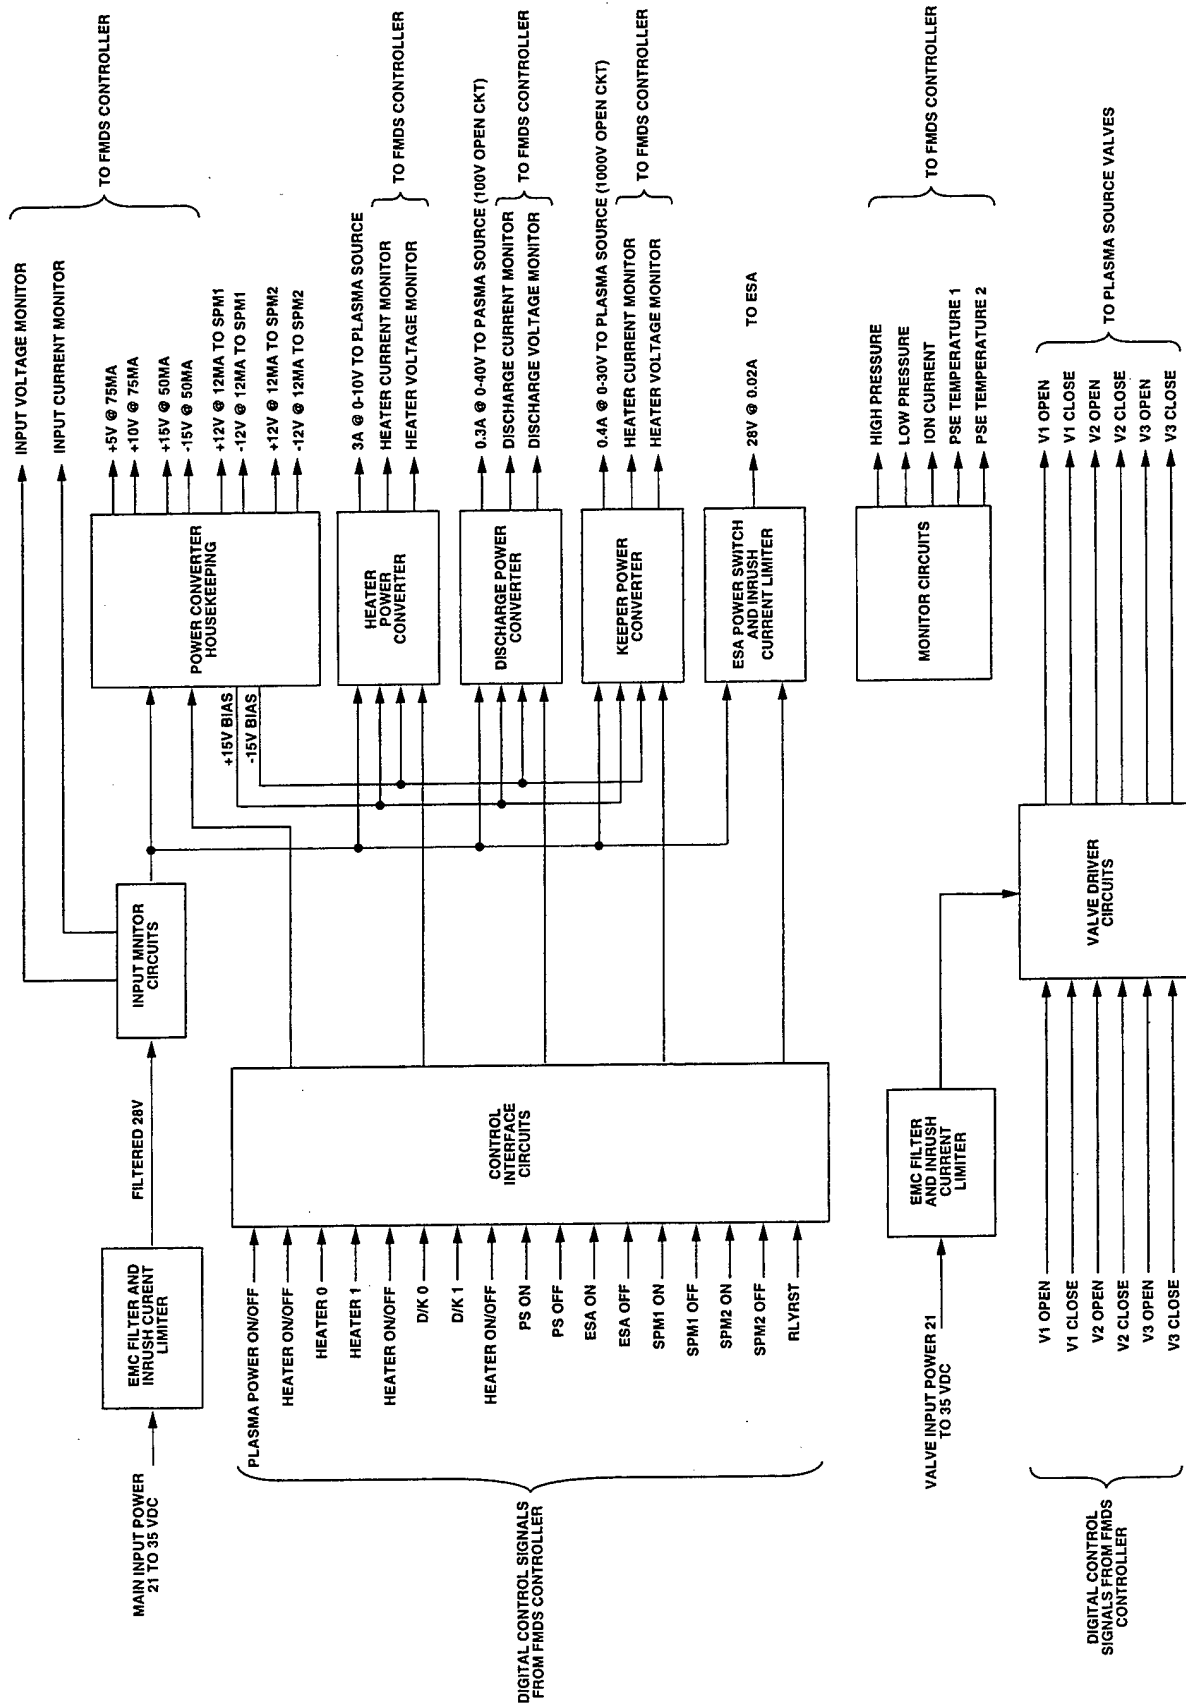 MAIN INPUT POWER
21 TO 35 VDC
EMC FILTER AND
INRUSH CURENT
LIMITER
FILTERED 28V
INPUT MNITOR
CIRCUITS
INPUT VOLTAGE MONITOR
INPUT CURRENT MONITOR
TO FMDS CONTROLLER
POWER CONVERTER
HOUSEKEEPING
+5V @ 75MA
+10V @ 75MA
+15V @ 50MA
-15V @ 50MA
+12V @ 12MA TO SPM1
-12V @ 12MA TO SPM1
+12V @ 12MA TO SPM2
-12V @ 12MA TO SPM2
+15V BIAS
-15V BIAS
HEATER
POWER
CONVERTER
3A @ 0-10V TO PLASMA SOURCE
HEATER CURRENT MONITOR
HEATER VOLTAGE MONITOR
TO FMDS CONTROLLER
DISCHARGE POWER
CONVERTER
0.3A @ 0-40V TO PASMA SOURCE (100V OPEN CKT)
DISCHARGE CURRENT MONITOR
DISCHARGE VOLTAGE MONITOR
TO FMDS CONTROLLER
KEEPER POWER
CONVERTER
0.4A @ 0-30V TO PLASMA SOURCE (1000V OPEN CKT)
HEATER CURRENT MONITOR
HEATER VOLTAGE MONITOR
TO FMDS CONTROLLER
ESA POWER SWITCH
AND INRUSH
CURRENT LIMITER
28V @ 0.02A TO ESA
DIGITAL CONTROL SIGNALS
FROM FMDS CONTROLLER
PLASMA POWER ON/OFF
HEATER ON/OFF
HEATER 0
HEATER 1
HEATER ON/OFF
D/K 0
D/K 1
HEATER ON/OFF
PS ON
PS OFF
ESA ON
ESA OFF
SPM1 ON
SPM1 OFF
SPM2 ON
SPM2 OFF
RLYRST
CONTROL
INTERFACE
CIRCUITS
MONITOR CIRCUITS
HIGH PRESSURE
LOW PRESSURE
ION CURRENT
PSE TEMPERATURE 1
PSE TEMPERATURE 2
TO FMDS CONTROLLER
VALVE INPUT POWER 21
TO 35 VDC
EMC FILTER
AND INRUSH
CURRENT
LIMITER
DIGITAL CONTROL
SIGNALS FROM FMDS
CONTROLLER
V1 OPEN
V1 CLOSE
V2 OPEN
V2 CLOSE
V3 OPEN
V3 CLOSE
VALVE DRIVER
CIRCUITS
V1 OPEN
V1 CLOSE
V2 OPEN
V2 CLOSE
V3 OPEN
V3 CLOSE
TO PLASMA SOURCE VALVES